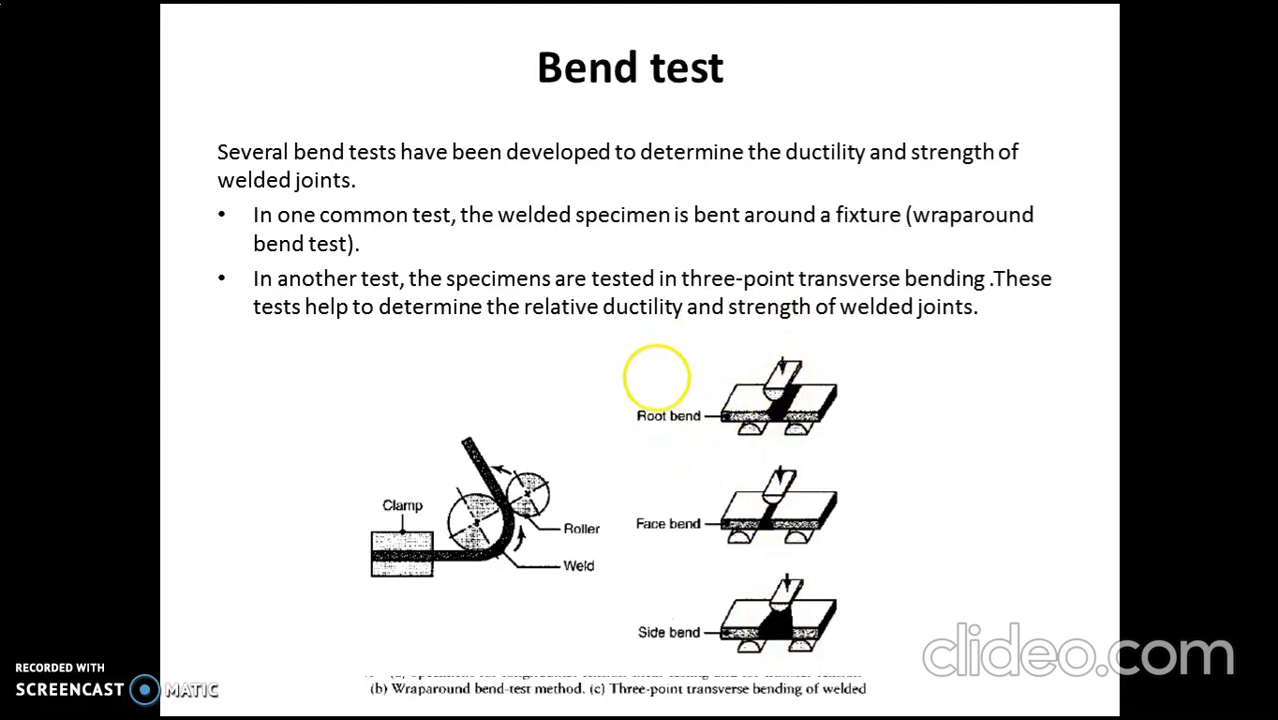 Bend test
Several bend tests have been developed to determine the ductility and strength of
welded joints.
• In one common test, the welded specimen is bent around a fixture (wraparound
bend test).
• In another test, the specimens are tested in three-point transverse bending .These
tests help to determine the relative ductility and strength of welded joints.
Root bend
Clamp
Face bend
Roller
Weld
Side bend
(b) Wraparound bend-test method. (c) Three-point transverse bending of welded
RECORDED WITH
SCREENCAST MATIC
clideo.com